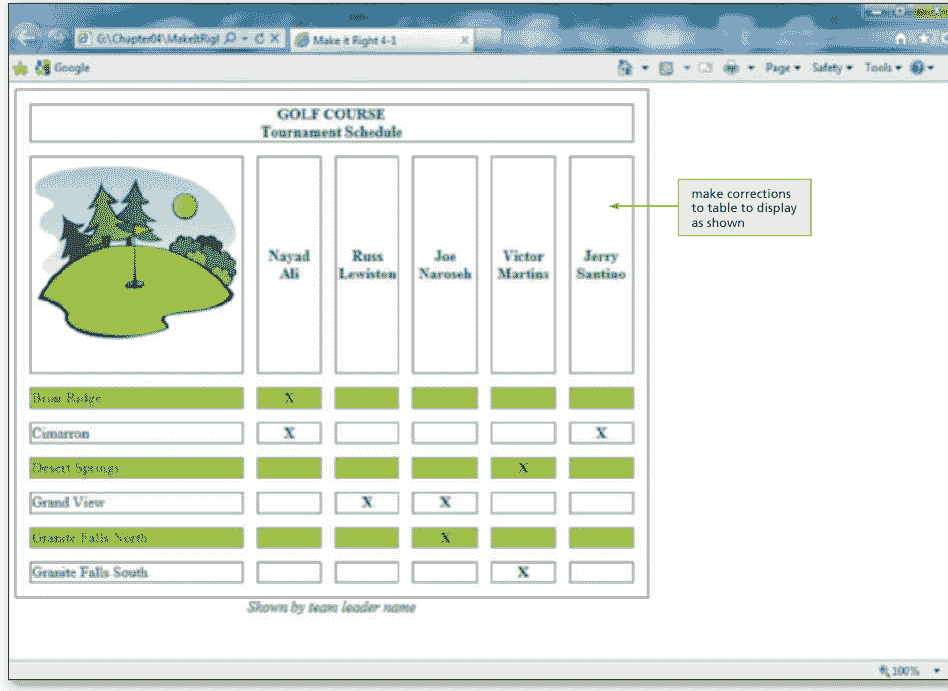 G:\Chapter04\MakeItRigl
Make it Right 4-1
Google
Page Safety Tools
GOLF COURSE
Tournament Schedule
Nayad Ali
Russ Lewiston
Joe Naroseh
Victor Martins
Jerry Santino
make corrections
to table to display
as shown
Briar Ridge X
Cimarron X X
Desert Springs X
Grand View X X
Granite Falls North X
Granite Falls South X
Shown by team leader name
100%